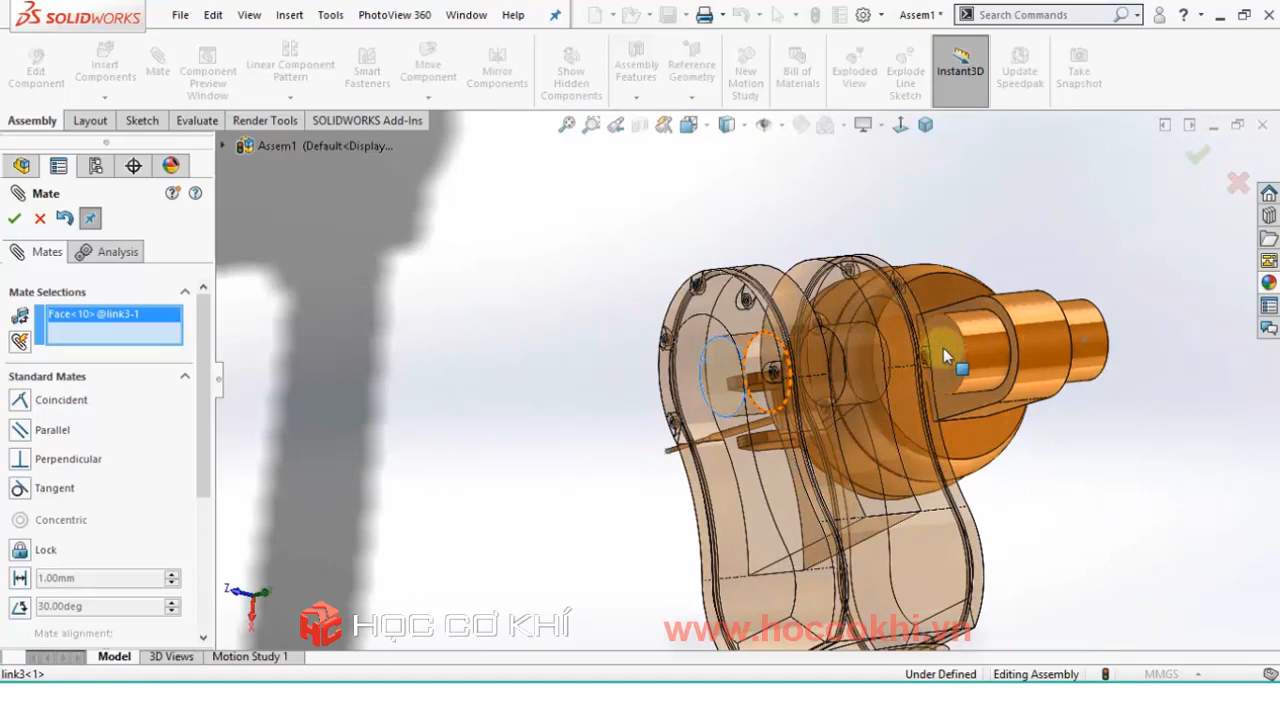 SOLIDWORKS
File Edit View Insert Tools PhotoView 360 Window Help
Assem1 *
Search Commands
Edit Component
Insert Components
Mate
Component Preview Window
Linear Component Pattern
Smart Fasteners
Move Component
Mirror Components
Show Hidden Components
Assembly Features
Reference Geometry
New Motion Study
Bill of Materials
Exploded View
Explode Line Sketch
Instant3D
Update Speedpak
Take Snapshot
Assembly Layout Sketch Evaluate Render Tools SOLIDWORKS Add-Ins
Assem1 (Default<Display...
Mate
Mates Analysis
Mate Selections
Face<10>@link3-1
Standard Mates
Coincident
Parallel
Perpendicular
Tangent
Concentric
Lock
1.00mm
30.00deg
Mate alignment:
Z
HỌC CƠ KHÍ
www.hoccokhi.vn
Model 3D Views Motion Study 1
link3<1>
Under Defined Editing Assembly MMGS